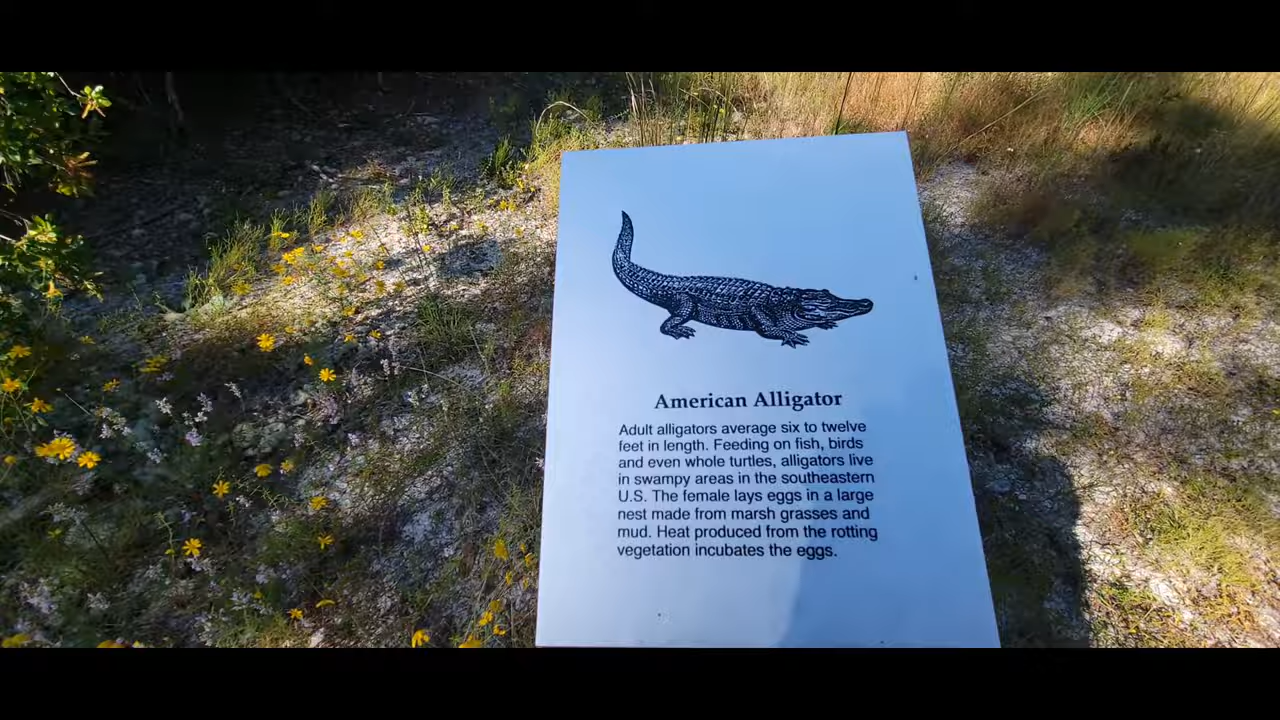 American Alligator
Adult alligators average six to twelve
feet in length. Feeding on fish, birds
and even whole turtles, alligators live
in swampy areas in the southeastern
U.S. The female lays eggs in a large
nest made from marsh grasses and
mud. Heat produced from the rotting
vegetation incubates the eggs.